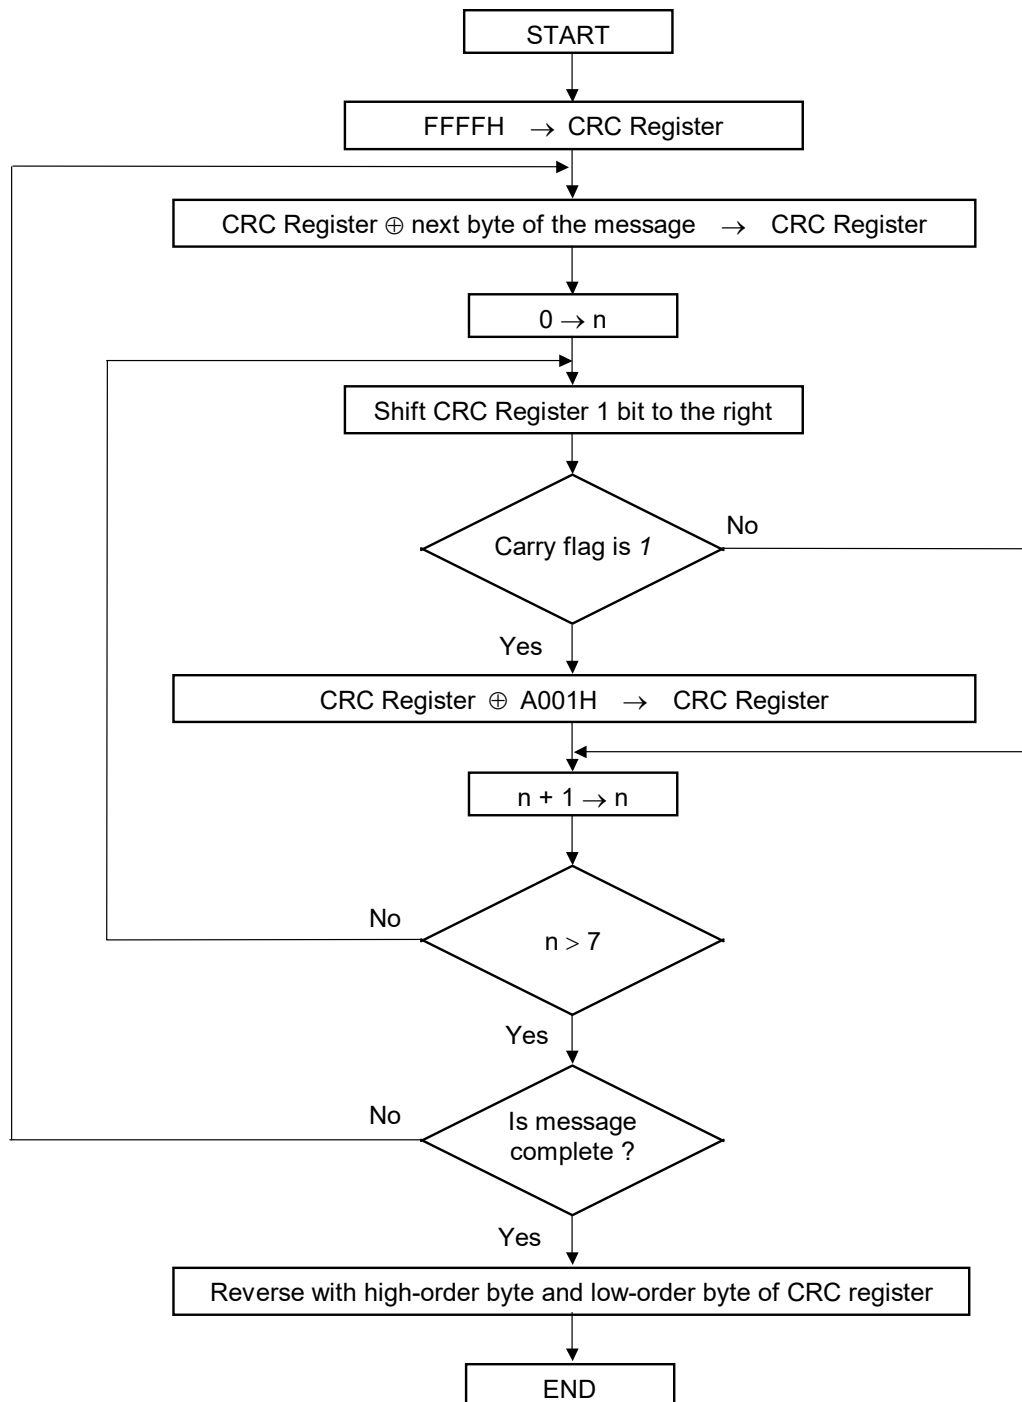 START
FFFFH → CRC Register
CRC Register ⊕ next byte of the message → CRC Register
0 → n
Shift CRC Register 1 bit to the right
Carry flag is 1
No
Yes
CRC Register ⊕ A001H → CRC Register
n + 1 → n
No
n > 7
Yes
No
Is message
complete ?
Yes
Reverse with high-order byte and low-order byte of CRC register
END